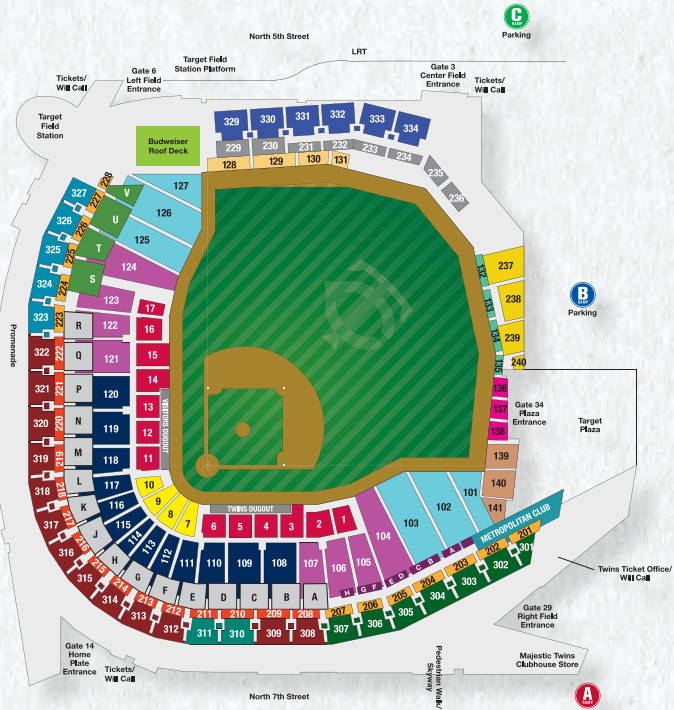 C
RAMP
Parking
North 5th Street
LRT
Target Field
Station Platform
Gate 6
Left Field
Entrance
Gate 3
Center Field
Entrance
Tickets/
Will Call
Tickets/
Will Call
Target
Field
Station
Budweiser
Roof Deck
329 330 331 332 333 334
229 230 231 232 233 234 235 236
128 129 130 131
327 326 325 324 323
228 227 226 225 224 223
V U T S
127 126 125 124 123 122 121
R Q P N M L K J H G F E D C B A
322 321 320 319 318 317 316 315 314 313 312
222 221 220 219 218 217 216 215 214 213 212
120 119 118 117 116 115 114 113 112 111 110 109 108
17 16 15 14 13 12 11
VISITORS DUGOUT
10 9 8 7
TWINS DUGOUT
6 5 4 3 2 1
107 106 105 104 103 102 101
H G F E D C B A
METROPOLITAN CLUB
211 210 209 208 207 206 205 204 203 202 201
311 310 309 308 307 306 305 304 303 302 301
132 133 134 135
237 238 239 240
136 137 138
139 140 141
B
RAMP
Parking
Promenade
Gate 34
Plaza
Entrance
Target
Plaza
Twins Ticket Office/
Will Call
Gate 29
Right Field
Entrance
Majestic Twins
Clubhouse Store
Gate 14
Home
Plate
Entrance
Tickets/
Will Call
North 7th Street
Pedestrian Walk/
Skyway
A
RAMP